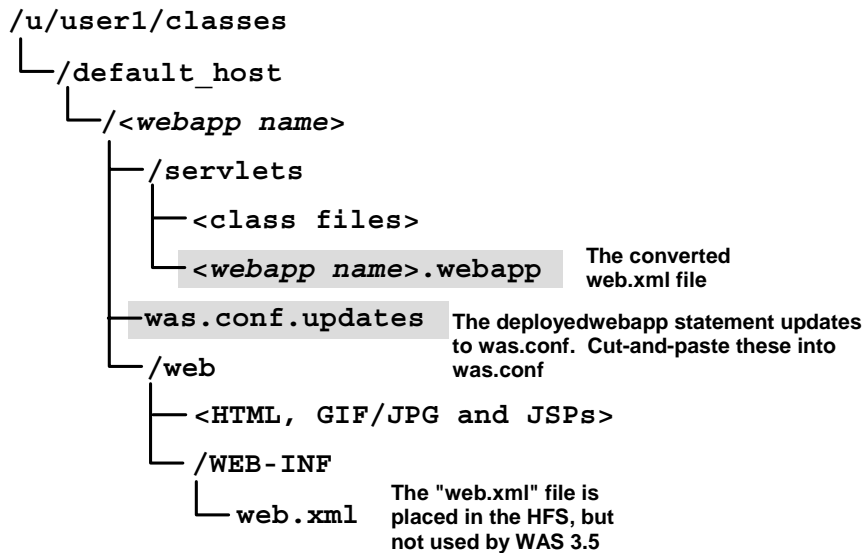 /u/user1/classes
/default_host
/<webapp name>
/servlets
<class files>
<webapp name>.webapp
The converted
web.xml file
was.conf.updates
The deployedwebapp statement updates
to was.conf. Cut-and-paste these into
was.conf
/web
<HTML, GIF/JPG and JSPs>
/WEB-INF
web.xml
The "web.xml" file is
placed in the HFS, but
not used by WAS 3.5